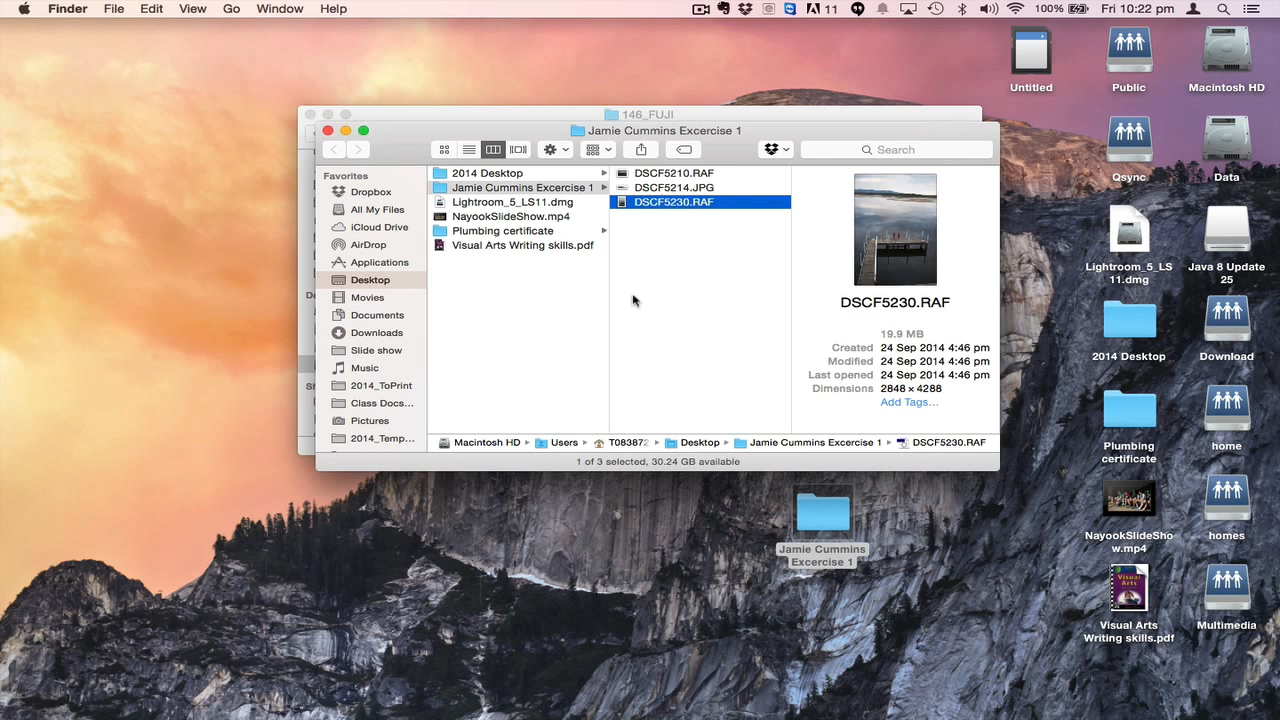 Finder File Edit View Go Window Help
11 100% Fri 10:22 pm
146_FUJI
Jamie Cummins Excercise 1
Search
Favorites
Dropbox
All My Files
iCloud Drive
AirDrop
Applications
Desktop
Movies
Documents
Downloads
Slide show
Music
2014_ToPrint
Class Docs…
Pictures
2014_Temp…
2014 Desktop
Jamie Cummins Excercise 1
Lightroom_5_LS11.dmg
NayookSlideShow.mp4
Plumbing certificate
Visual Arts Writing skills.pdf
DSCF5210.RAF
DSCF5214.JPG
DSCF5230.RAF
DSCF5230.RAF
19.9 MB
Created 24 Sep 2014 4:46 pm
Modified 24 Sep 2014 4:46 pm
Last opened 24 Sep 2014 4:46 pm
Dimensions 2848 × 4288
Add Tags…
Macintosh HD Users T083872 Desktop Jamie Cummins Excercise 1 DSCF5230.RAF
1 of 3 selected, 30.24 GB available
Jamie Cummins
Excercise 1
Untitled
Public
Macintosh HD
Qsync
Data
Lightroom_5_LS
11.dmg
Java 8 Update
25
2014 Desktop
Download
Plumbing
certificate
home
NayookSlideSho
w.mp4
homes
Visual
Arts
Visual Arts
Writing skills.pdf
Multimedia